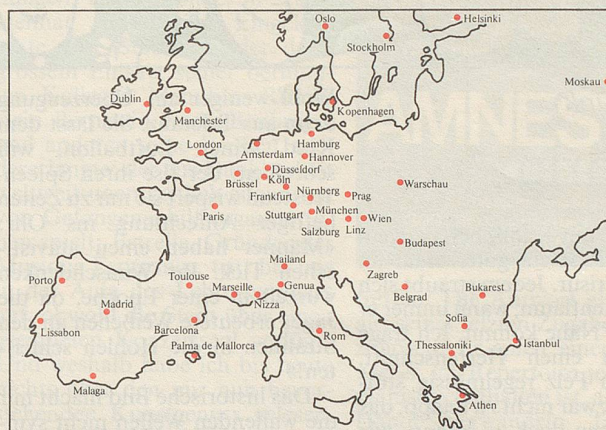 Oslo
Helsinki
Stockholm
Moskau
Dublin
Kopenhagen
Manchester
Hamburg
London
Amsterdam
Hannover
Düsseldorf
Brüssel
Köln
Warschau
Frankfurt
Nürnberg
Prag
Paris
Stuttgart
München
Wien
Salzburg
Linz
Budapest
Mailand
Zagreb
Porto
Toulouse
Marseille
Genua
Belgrad
Bukarest
Madrid
Nizza
Lissabon
Barcelona
Rom
Sofia
Istanbul
Palma de Mallorca
Thessaloniki
Malaga
Athen